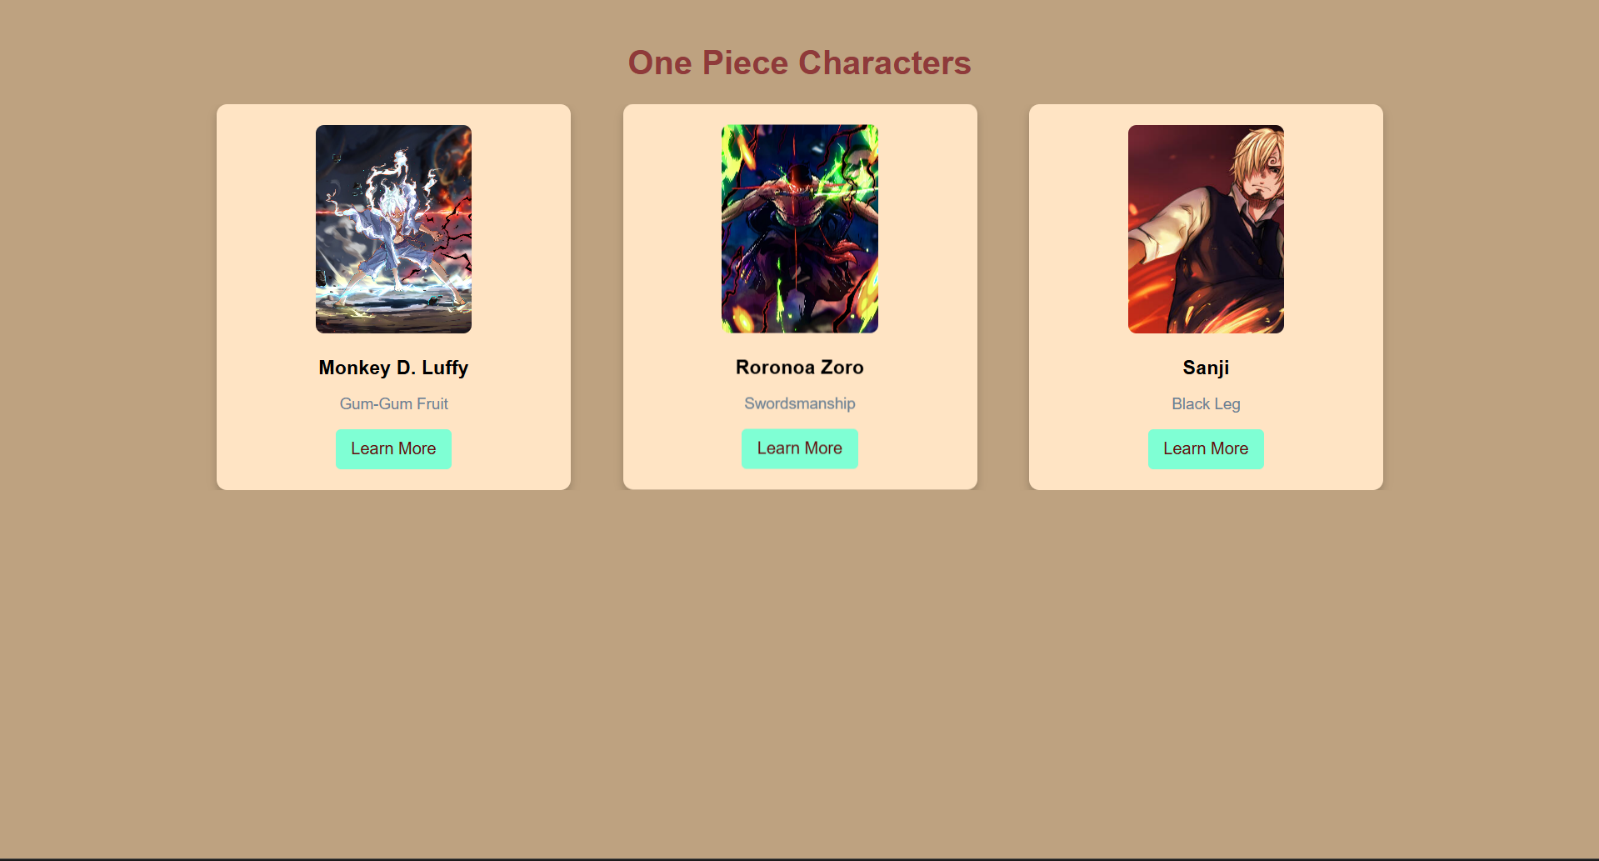 One Piece Characters
Monkey D. Luffy
Gum-Gum Fruit
Learn More
Roronoa Zoro
Swordsmanship
Learn More
Sanji
Black Leg
Learn More